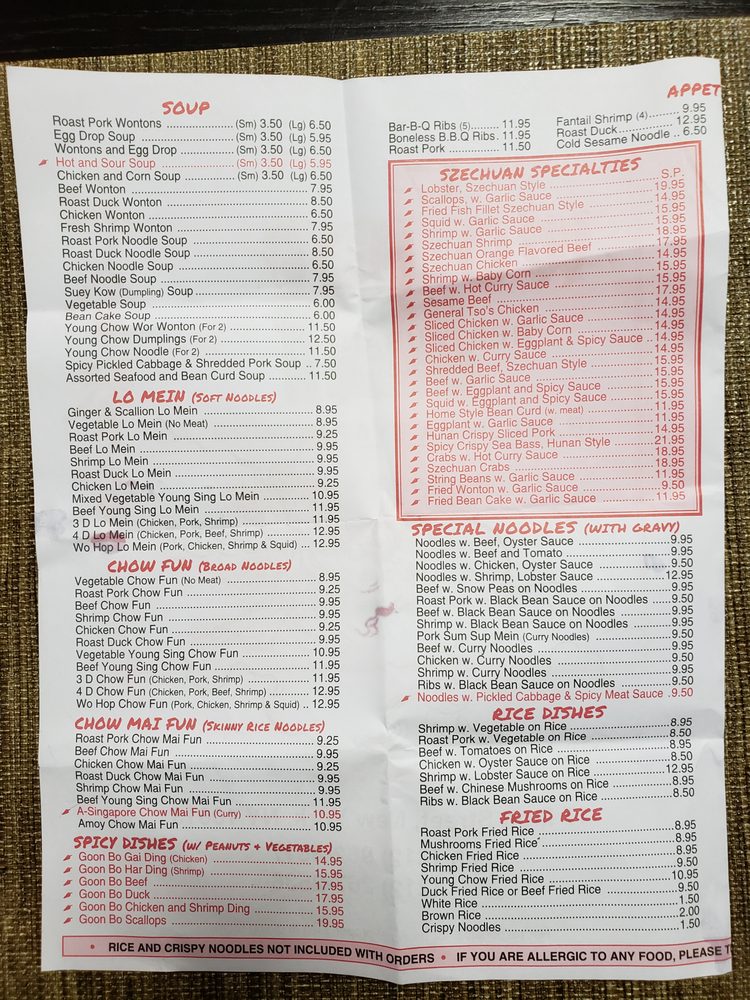 SOUP
Roast Pork Wontons (Sm) 3.50 (Lg) 6.50
Egg Drop Soup (Sm) 3.50 (Lg) 5.95
Wontons and Egg Drop (Sm) 3.50 (Lg) 6.50
Hot and Sour Soup (Sm) 3.50 (Lg) 5.95
Chicken and Corn Soup (Sm) 3.50 (Lg) 6.50
Beef Wonton 7.95
Roast Duck Wonton 8.50
Chicken Wonton 6.50
Fresh Shrimp Wonton 7.95
Roast Pork Noodle Soup 6.50
Roast Duck Noodle Soup 8.50
Chicken Noodle Soup 6.50
Beef Noodle Soup 7.95
Suey Kow (Dumpling) Soup 7.95
Vegetable Soup 6.00
Bean Cake Soup 6.00
Young Chow Wor Wonton (For 2) 11.50
Young Chow Dumplings (For 2) 12.50
Young Chow Noodle (For 2) 11.50
Spicy Pickled Cabbage & Shredded Pork Soup .. 7.50
Assorted Seafood and Bean Curd Soup 11.50
LO MEIN (SOFT NOODLES)
Ginger & Scallion Lo Mein 8.95
Vegetable Lo Mein (No Meat) 8.95
Roast Pork Lo Mein 9.25
Beef Lo Mein 9.95
Shrimp Lo Mein 9.95
Roast Duck Lo Mein 9.95
Chicken Lo Mein 9.25
Mixed Vegetable Young Sing Lo Mein 10.95
Beef Young Sing Lo Mein 11.95
3 D Lo Mein (Chicken, Pork, Shrimp) 11.95
4 D Lo Mein (Chicken, Pork, Beef, Shrimp) 12.95
Wo Hop Lo Mein (Pork, Chicken, Shrimp & Squid) ... 12.95
CHOW FUN (BROAD NOODLES)
Vegetable Chow Fun (No Meat) 8.95
Roast Pork Chow Fun 9.25
Beef Chow Fun 9.95
Shrimp Chow Fun 9.95
Chicken Chow Fun 9.25
Roast Duck Chow Fun 9.95
Vegetable Young Sing Chow Fun 10.95
Beef Young Sing Chow Fun 11.95
3 D Chow Fun (Chicken, Pork, Shrimp) 11.95
4 D Chow Fun (Chicken, Pork, Beef, Shrimp) 12.95
Wo Hop Chow Fun (Pork, Chicken, Shrimp & Squid) .. 12.95
CHOW MAI FUN (SKINNY RICE NOODLES)
Roast Pork Chow Mai Fun 9.25
Beef Chow Mai Fun 9.95
Chicken Chow Mai Fun 9.25
Roast Duck Chow Mai Fun 9.95
Shrimp Chow Mai Fun 9.95
Beef Young Sing Chow Mai Fun 11.95
A-Singapore Chow Mai Fun (Curry) 10.95
Amoy Chow Mai Fun 10.95
SPICY DISHES (W/ PEANUTS & VEGETABLES)
Goon Bo Gai Ding (Chicken) 14.95
Goon Bo Har Ding (Shrimp) 15.95
Goon Bo Beef 17.95
Goon Bo Duck 17.95
Goon Bo Chicken and Shrimp Ding 15.95
Goon Bo Scallops 19.95
APPET
Bar-B-Q Ribs (5) 11.95
Boneless B.B.Q Ribs. 11.95
Roast Pork 11.50
Fantail Shrimp (4) 9.95
Roast Duck 12.95
Cold Sesame Noodle .. 6.50
SZECHUAN SPECIALTIES
Lobster, Szechuan Style S.P.
Scallops, w. Garlic Sauce 19.95
Fried Fish Fillet Szechuan Style 14.95
Squid w. Garlic Sauce 15.95
Shrimp w. Garlic Sauce 15.95
Szechuan Shrimp 18.95
Szechuan Orange Flavored Beef 17.95
Szechuan Chicken 14.95
Shrimp w. Baby Corn 15.95
Beef w. Hot Curry Sauce 15.95
Sesame Beef 17.95
General Tso's Chicken 14.95
Sliced Chicken w. Garlic Sauce 14.95
Sliced Chicken w. Baby Corn 14.95
Sliced Chicken w. Eggplant & Spicy Sauce .. 14.95
Chicken w. Curry Sauce 14.95
Shredded Beef, Szechuan Style 15.95
Beef w. Garlic Sauce 15.95
Beef w. Eggplant and Spicy Sauce 15.95
Squid w. Eggplant and Spicy Sauce 15.95
Home Style Bean Curd (w. meat) 11.95
Eggplant w. Garlic Sauce 11.95
Hunan Crispy Sliced Pork 14.95
Spicy Crispy Sea Bass, Hunan Style 21.95
Crabs w. Hot Curry Sauce 18.95
Szechuan Crabs 18.95
String Beans w. Garlic Sauce 11.95
Fried Wonton w. Garlic Sauce 9.50
Fried Bean Cake w. Garlic Sauce 11.95
SPECIAL NOODLES (WITH GRAVY)
Noodles w. Beef, Oyster Sauce 9.95
Noodles w. Beef and Tomato 9.95
Noodles w. Chicken, Oyster Sauce 9.50
Noodles w. Shrimp, Lobster Sauce 12.95
Beef w. Snow Peas on Noodles 9.95
Roast Pork w. Black Bean Sauce on Noodles 9.50
Beef w. Black Bean Sauce on Noodles 9.95
Shrimp w. Black Bean Sauce on Noodles 9.95
Pork Sum Sup Mein (Curry Noodles) 9.50
Beef w. Curry Noodles 9.95
Chicken w. Curry Noodles 9.50
Shrimp w. Curry Noodles 9.95
Ribs w. Black Bean Sauce on Noodles 9.50
Noodles w. Pickled Cabbage & Spicy Meat Sauce . 9.50
RICE DISHES
Shrimp w. Vegetable on Rice 8.95
Roast Pork w. Vegetable on Rice 8.50
Beef w. Tomatoes on Rice 8.95
Chicken w. Oyster Sauce on Rice 8.50
Shrimp w. Lobster Sauce on Rice 12.95
Beef w. Chinese Mushrooms on Rice 8.95
Ribs w. Black Bean Sauce on Rice 8.50
FRIED RICE
Roast Pork Fried Rice 8.95
Mushrooms Fried Rice 8.95
Chicken Fried Rice 8.95
Shrimp Fried Rice 9.50
Young Chow Fried Rice 10.95
Duck Fried Rice or Beef Fried Rice 9.50
White Rice 1.50
Brown Rice 2.00
Crispy Noodles 1.50
• RICE AND CRISPY NOODLES NOT INCLUDED WITH ORDERS • IF YOU ARE ALLERGIC TO ANY FOOD, PLEASE T